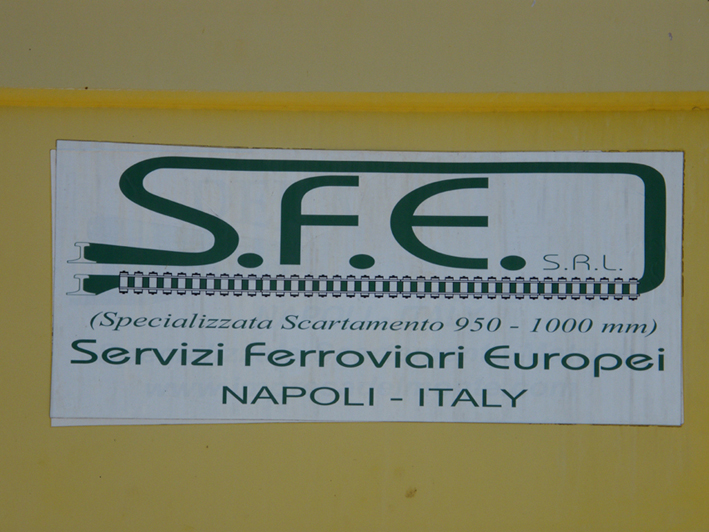 S.F.E. S.R.L.
(Specializzata Scartamento 950 - 1000 mm)
Servizi Ferroviari Europei
NAPOLI - ITALY